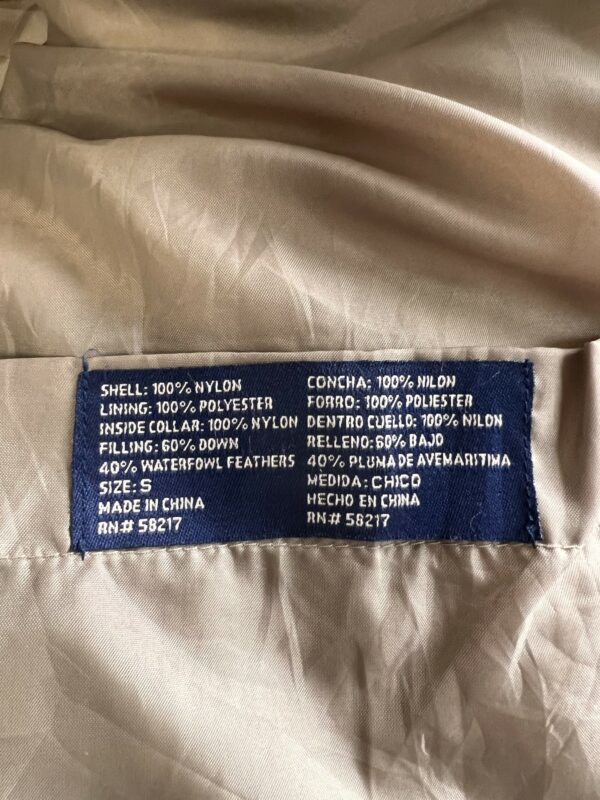 SHELL: 100% NYLON
LINING: 100% POLYESTER
INSIDE COLLAR: 100% NYLON
FILLING: 60% DOWN
40% WATERFOWL FEATHERS
SIZE: S
MADE IN CHINA
RN# 58217
CONCHA: 100% NILON
FORRO: 100% POLIESTER
DENTRO CUELLO: 100% NILON
RELLENO: 60% BAJO
40% PLUMA DE AVEMARITIMA
MEDIDA: CHICO
HECHO EN CHINA
RN# 58217